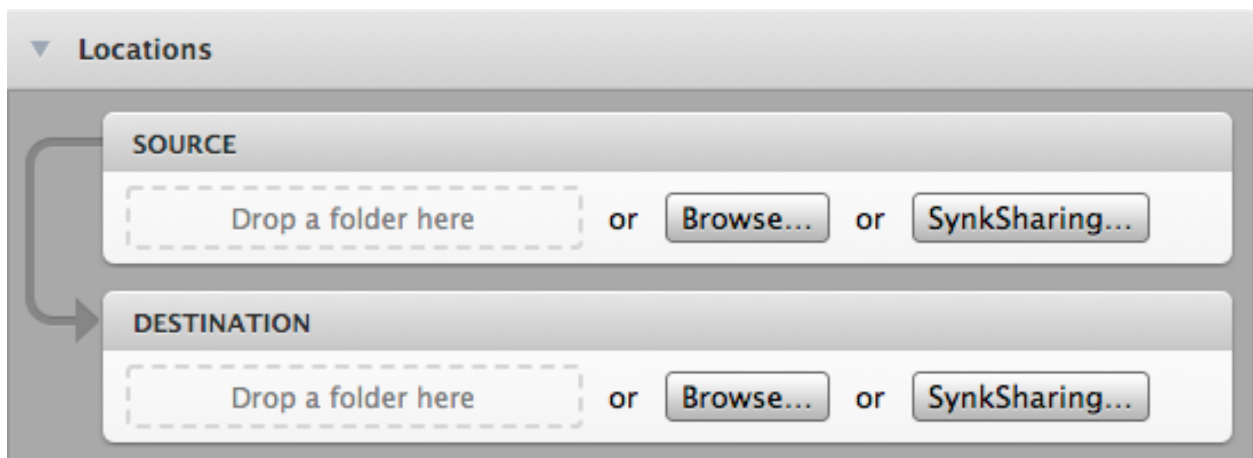 Locations
SOURCE
Drop a folder here or Browse... or SynkSharing...
DESTINATION
Drop a folder here or Browse... or SynkSharing...